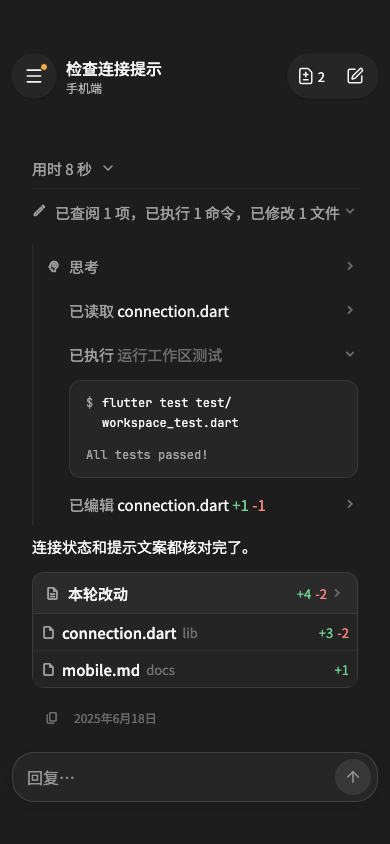 检查连接提示
手机端
2
用时 8 秒
已查阅 1 项，已执行 1 命令，已修改 1 文件
思考
已读取 connection.dart
已执行 运行工作区测试
$ flutter test test/
workspace_test.dart
All tests passed!
已编辑 connection.dart +1 -1
连接状态和提示文案都核对完了。
本轮改动 +4 -2
connection.dart lib +3 -2
mobile.md docs +1
2025年6月18日
回复…